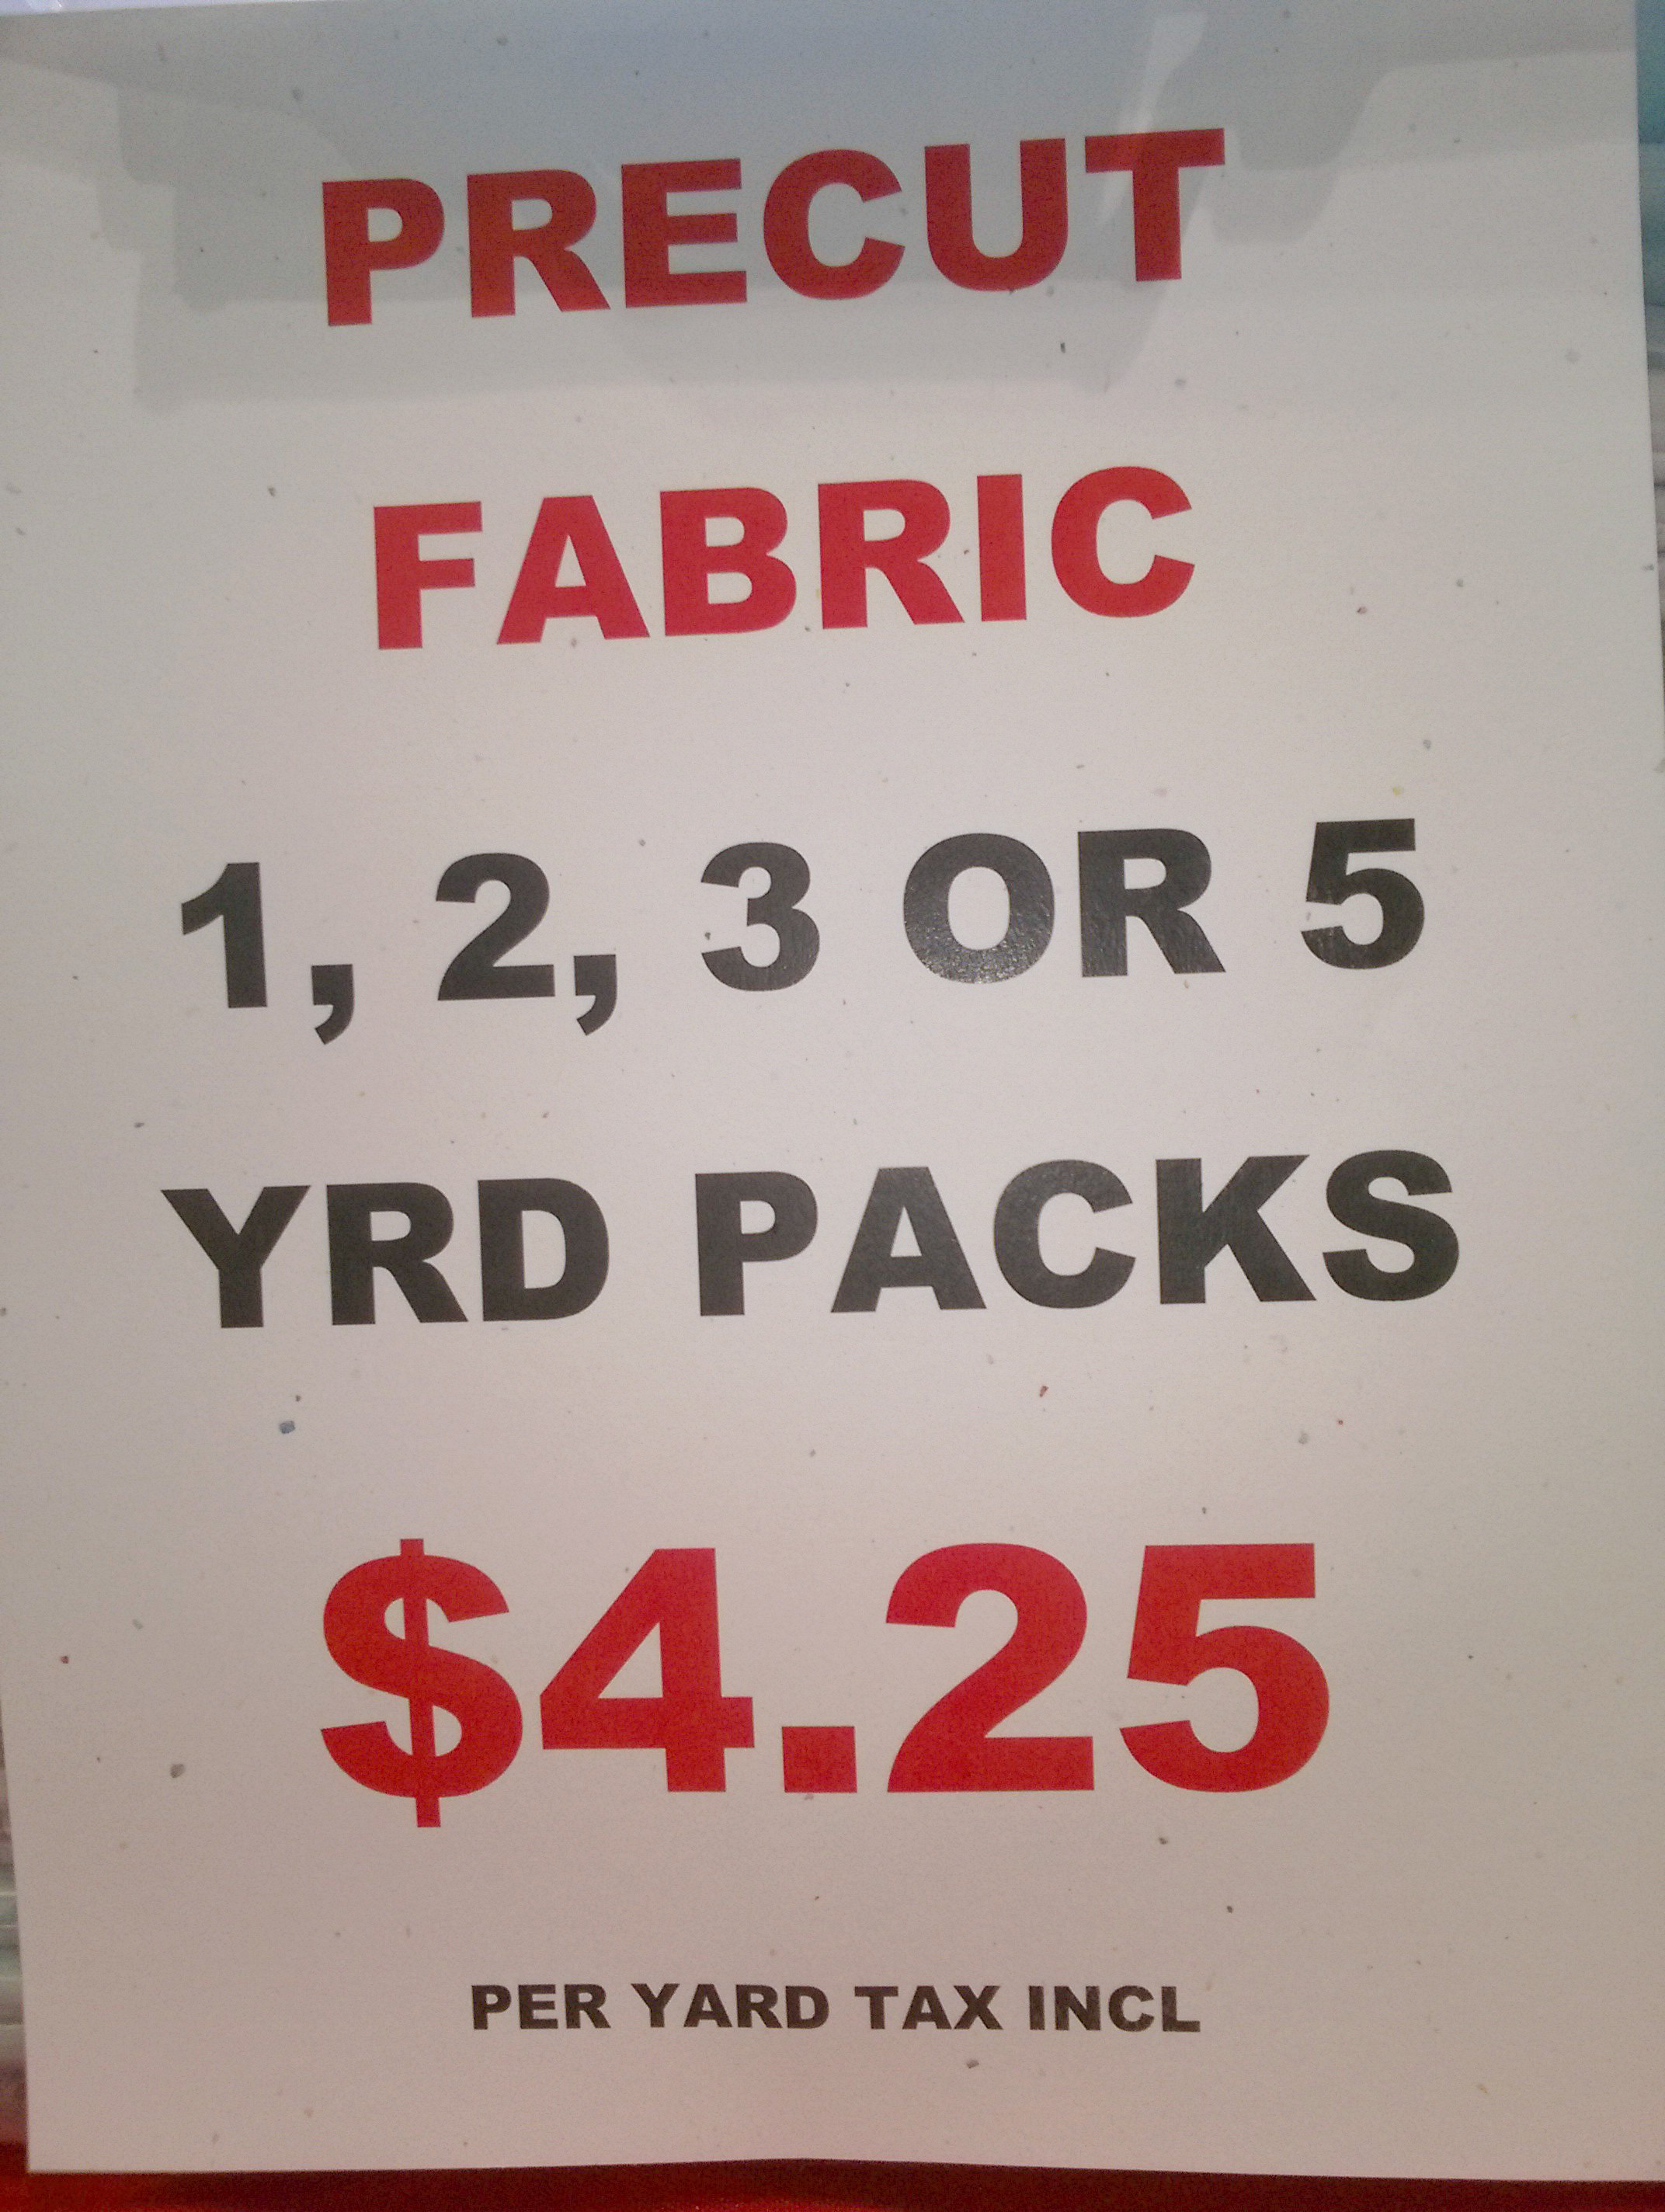 PRECUT
FABRIC
1, 2, 3 OR 5
YRD PACKS
$4.25
PER YARD TAX INCL